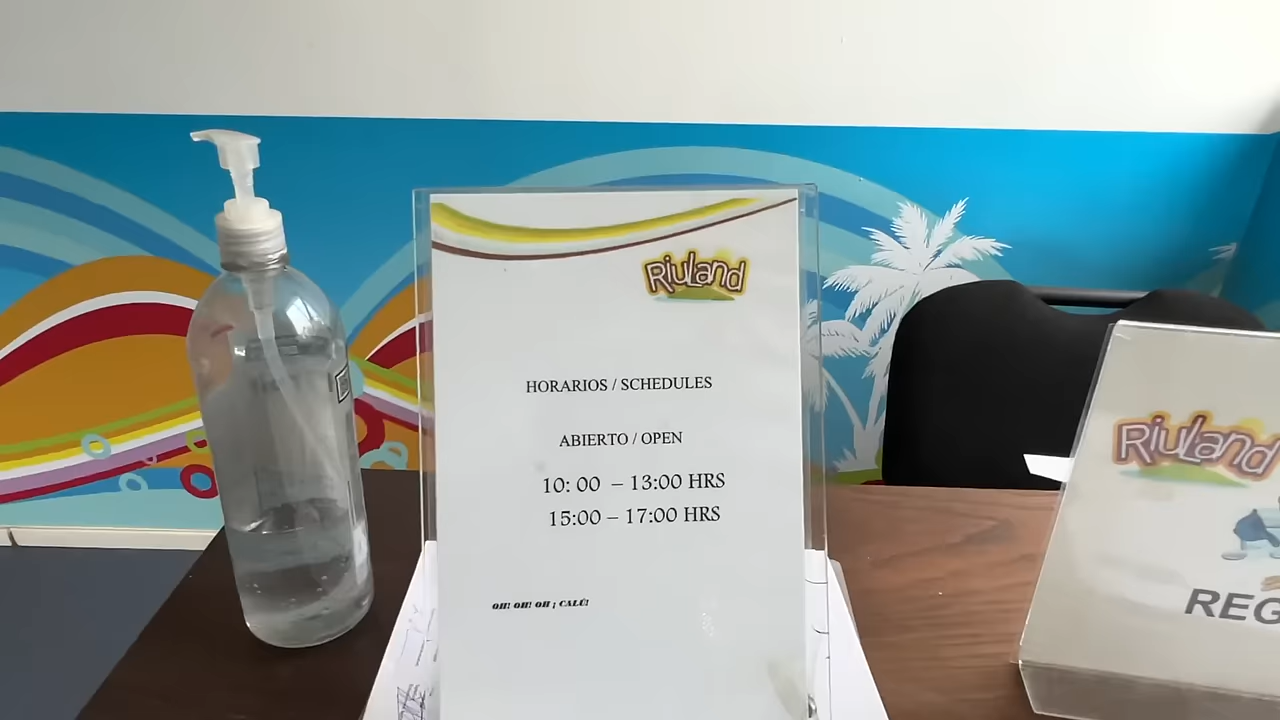 RiuLand
HORARIOS / SCHEDULES
ABIERTO / OPEN
10: 00 – 13:00 HRS
15:00 – 17:00 HRS
OH! OH! OH ¡ CALÚ!
RiuLand
REG